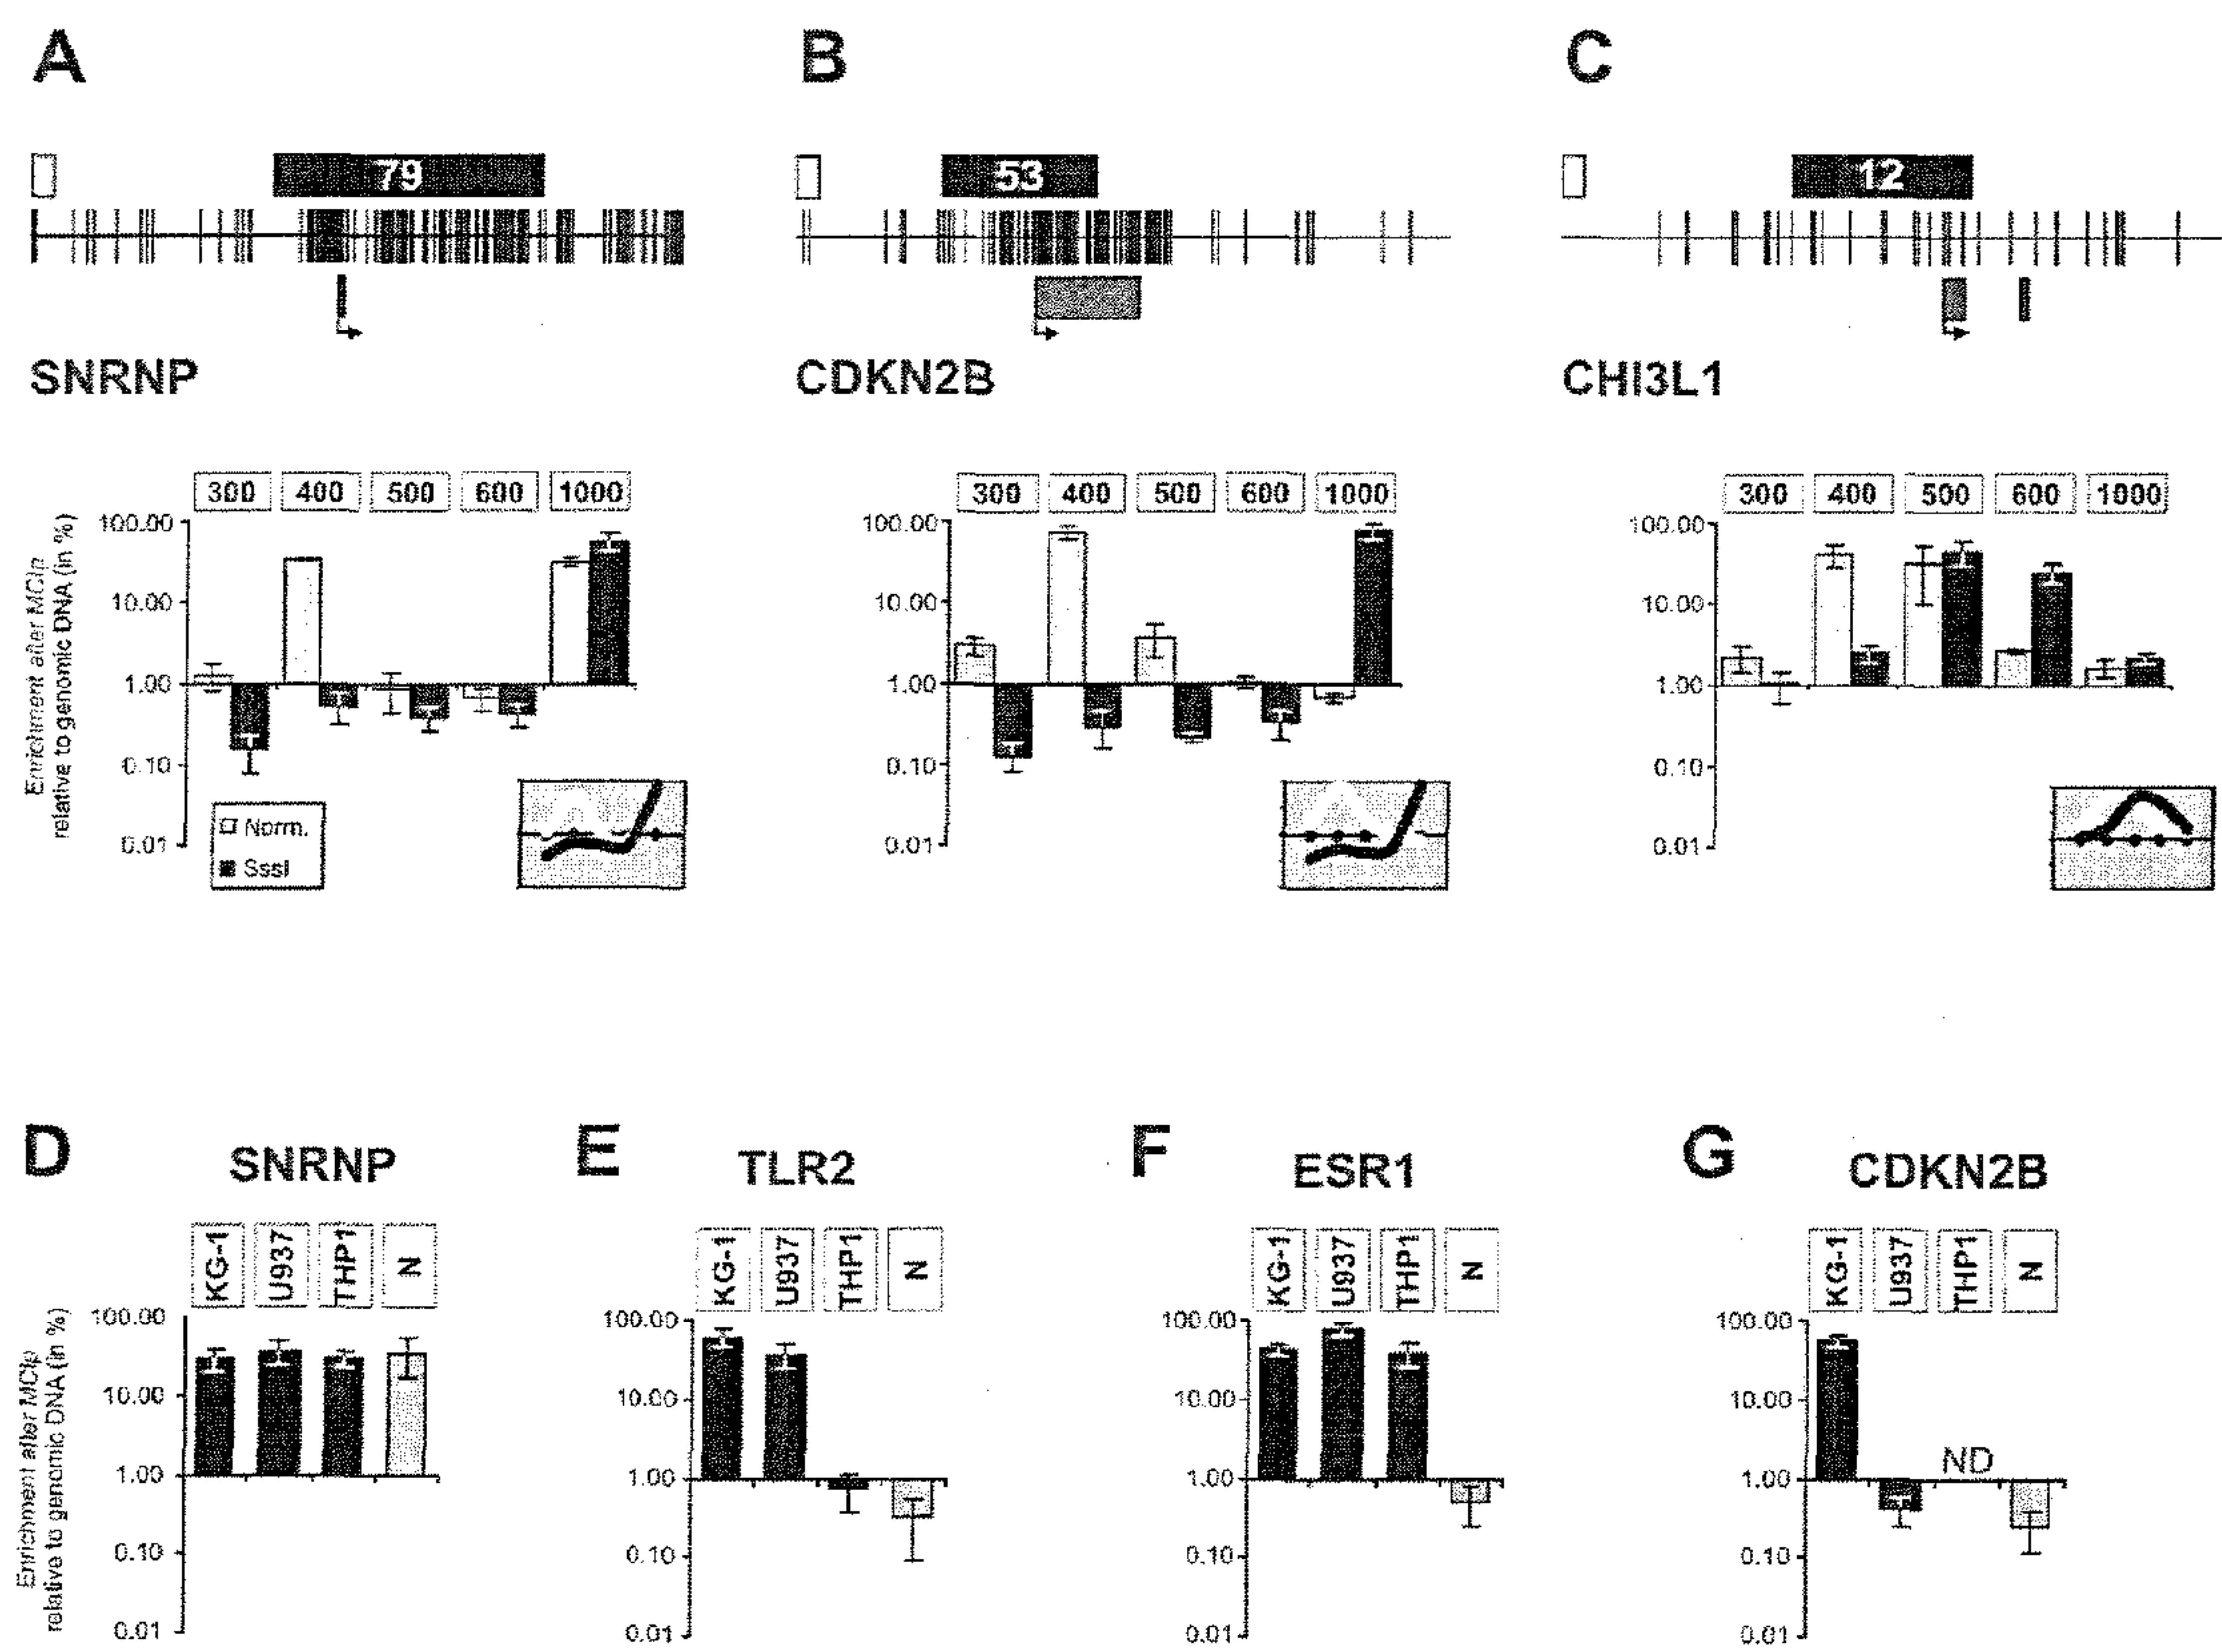 A B C
79 53 12
SNRNP CDKN2B CHI3L1
300 400 500 600 1000
300 400 500 600 1000
300 400 500 600 1000
Enrichment after MCIp
relative to genomic DNA (in %)
100.00
10.00
1.00
0.10
0.01
Norm.
SssI
100.00
10.00
1.00
0.10
0.01
100.00
10.00
1.00
0.10
0.01
D SNRNP E TLR2 F ESR1 G CDKN2B
KG-1 U937 THP1 N
KG-1 U937 THP1 N
KG-1 U937 THP1 N
KG-1 U937 THP1 N
Enrichment after MCIp
relative to genomic DNA (in %)
100.00
10.00
1.00
0.10
0.01
100.00
10.00
1.00
0.10
0.01
100.00
10.00
1.00
0.10
0.01
100.00
10.00
1.00
0.10
0.01
ND